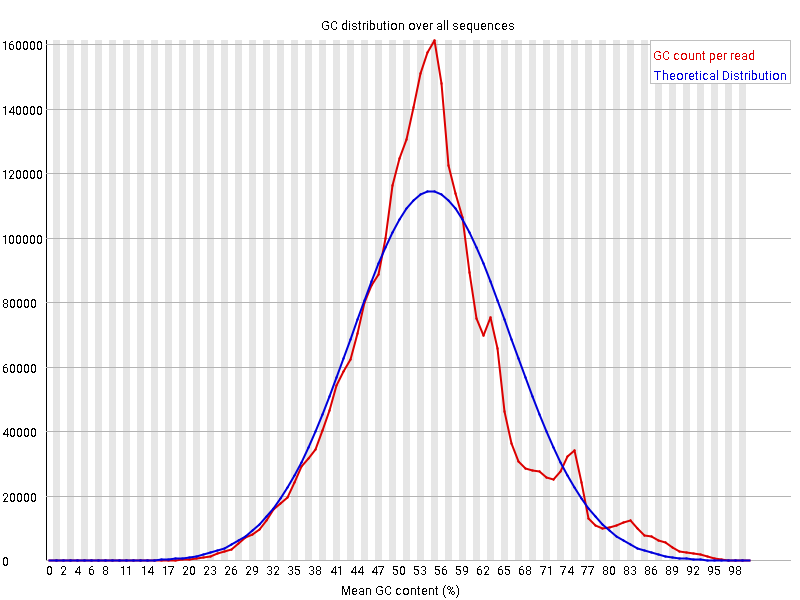 GC distribution over all sequences
GC count per read
Theoretical Distribution
160000
140000
120000
100000
80000
60000
40000
20000
0
0 2 4 6 8 11 14 17 20 23 26 29 32 35 38 41 44 47 50 53 56 59 62 65 68 71 74 77 80 83 86 89 92 95 98
Mean GC content (%)